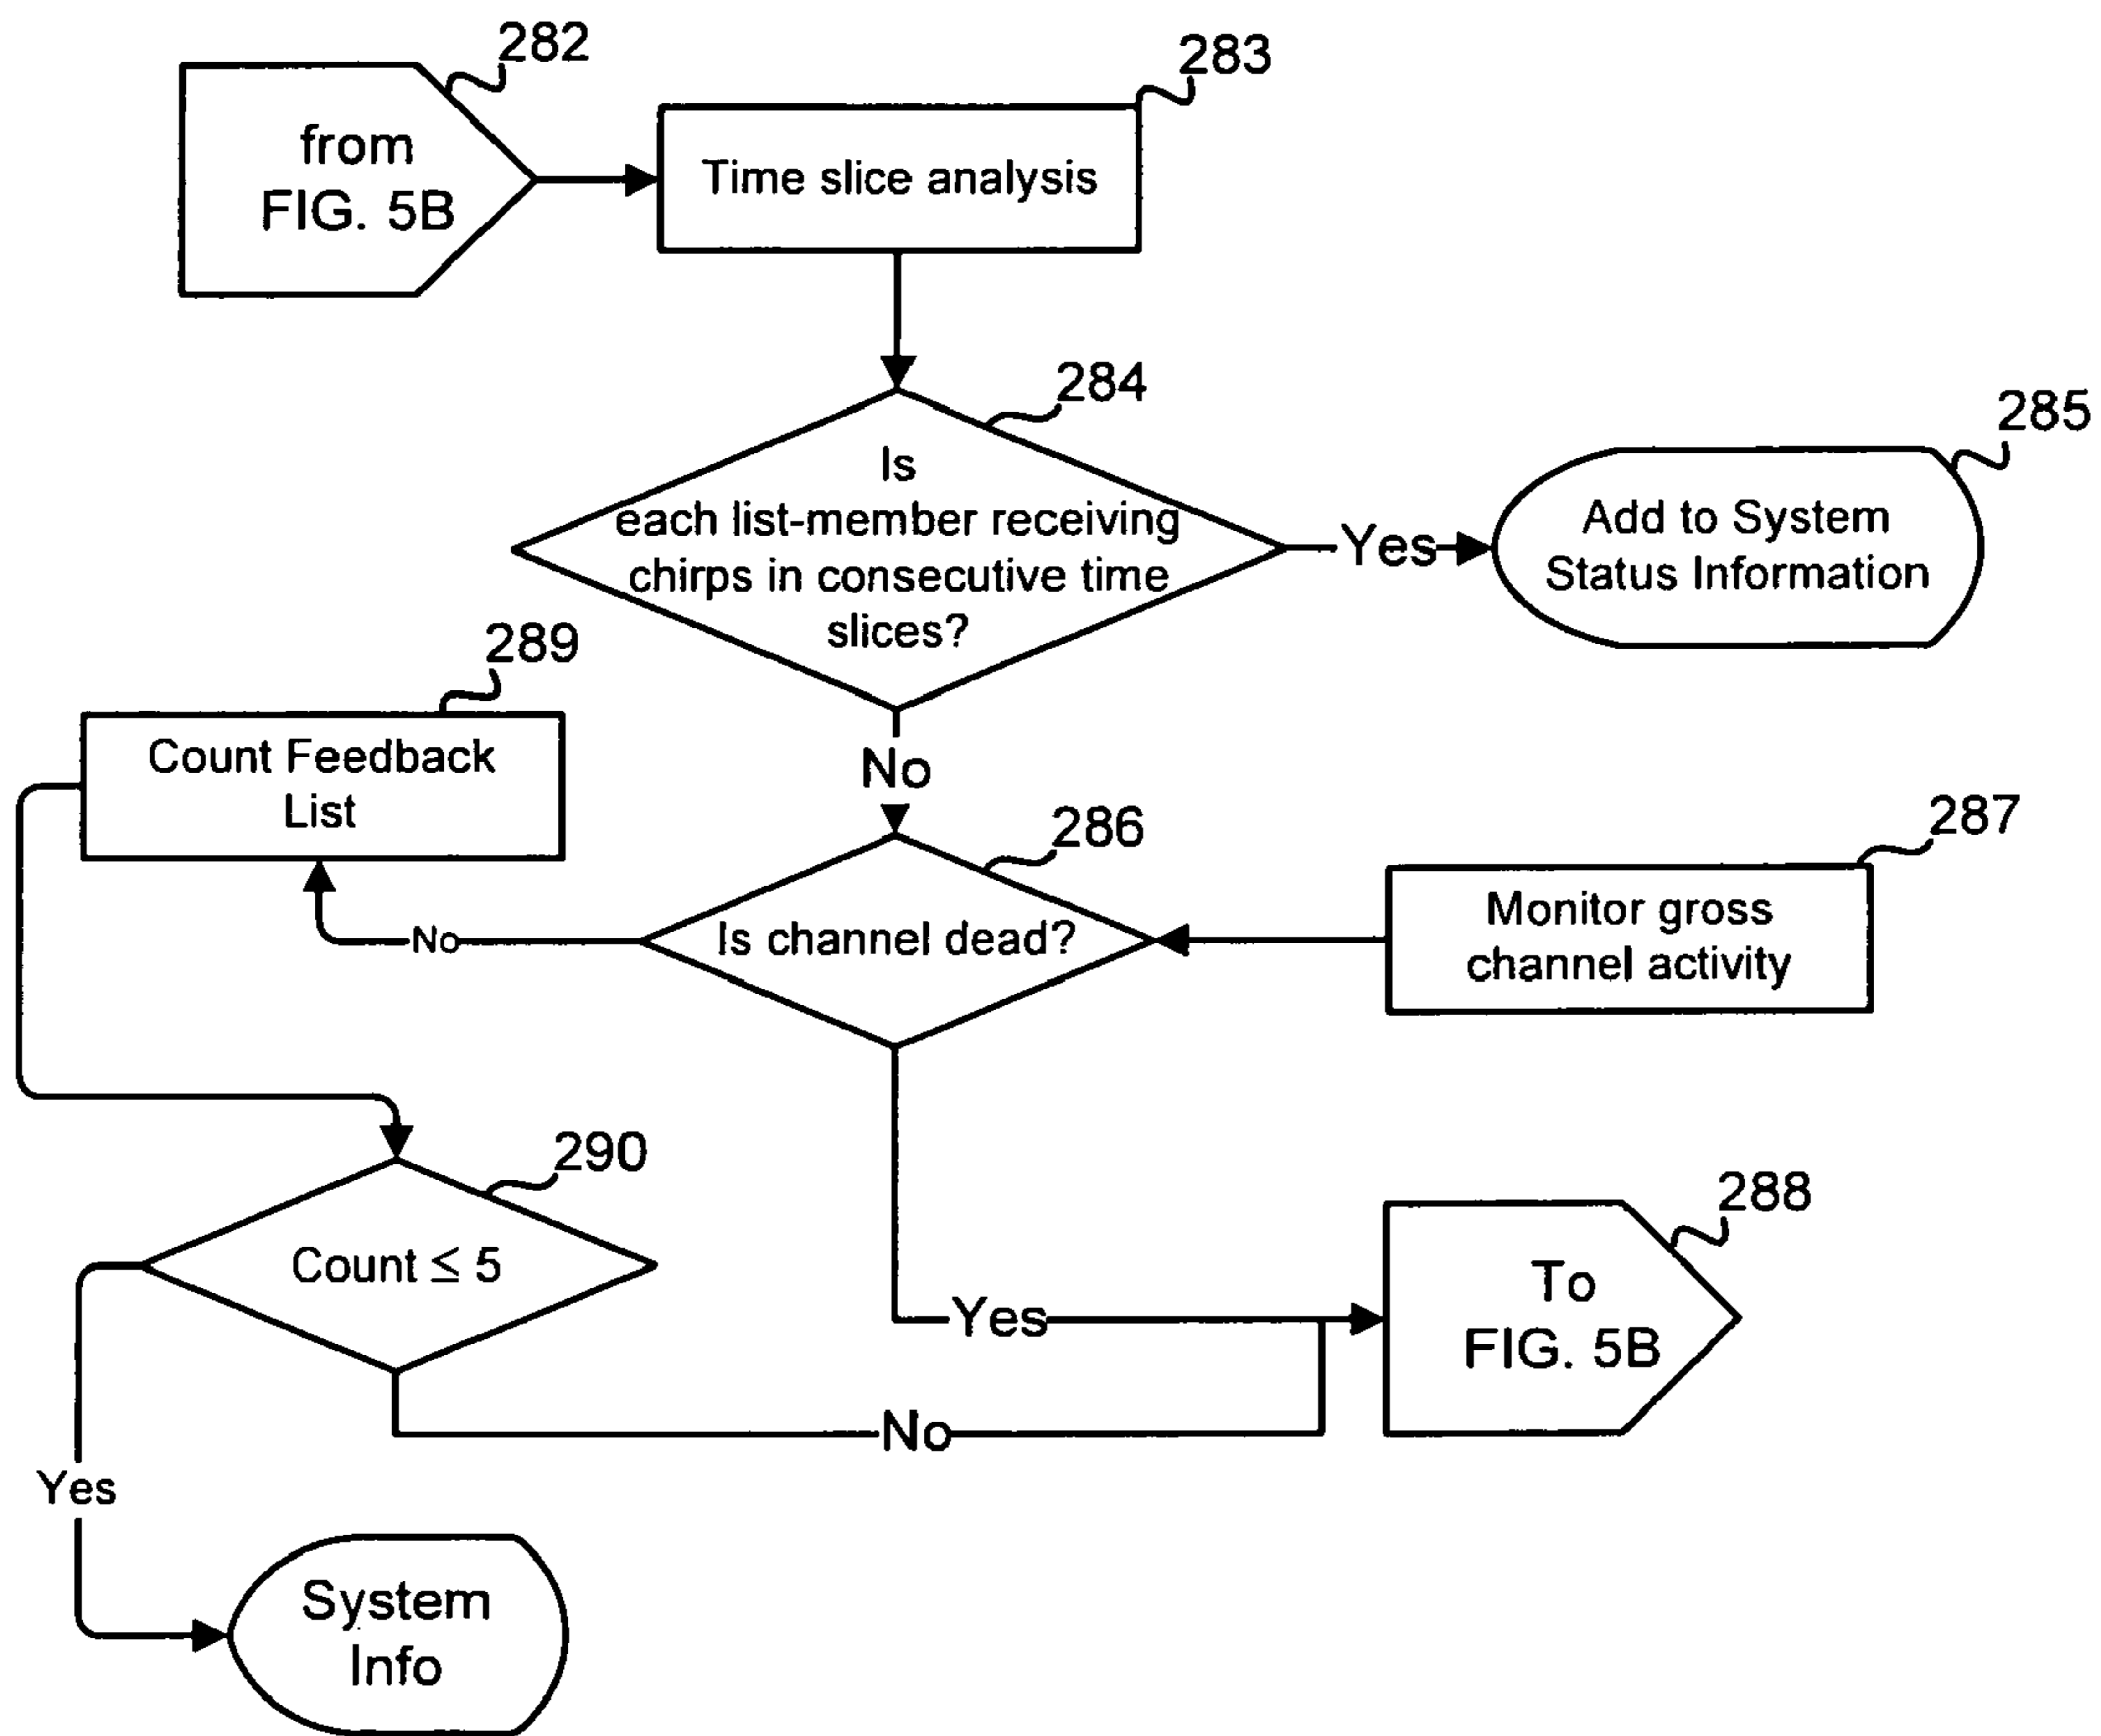 282
from
FIG. 5B
283
Time slice analysis
284
Is
each list-member receiving
chirps in consecutive time
slices?
Yes
285
Add to System
Status Information
289
Count Feedback
List
No
286
Is channel dead?
No
287
Monitor gross
channel activity
290
Count ≤ 5
Yes
288
To
FIG. 5B
No
Yes
System
Info